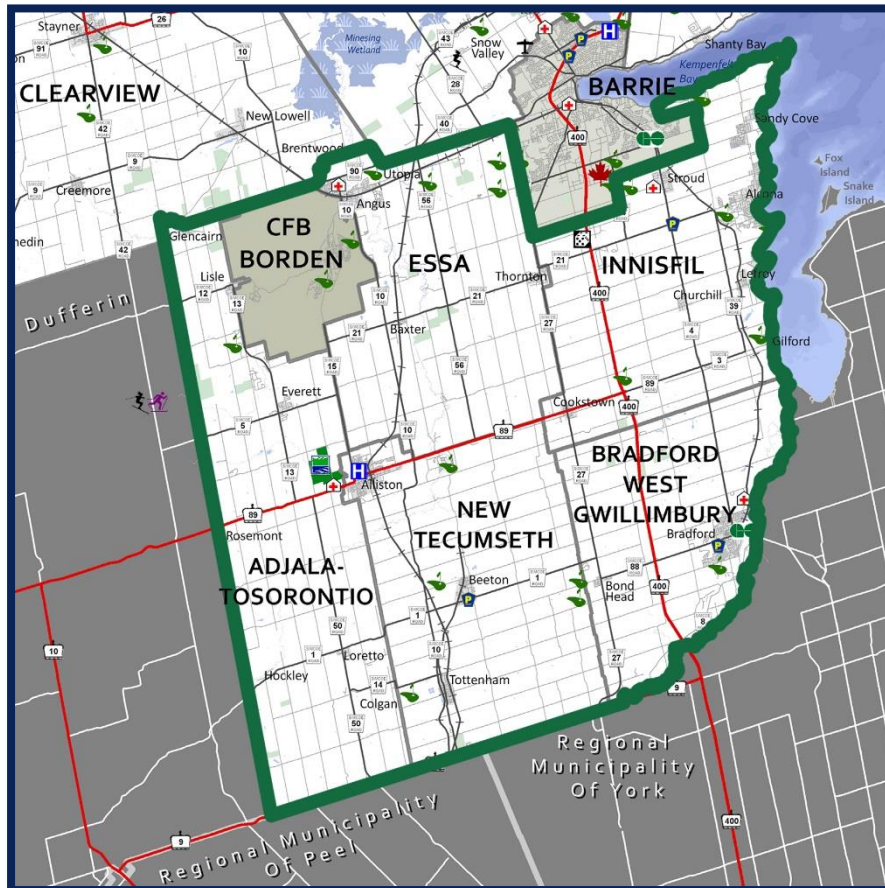 Stayner
26
91
10
43
Snow
Valley
Minesing
Wetland
H
P
P
Shanty Bay
Kempenfelt
Bay
CLEARVIEW
BARRIE
28
42
New Lowell
40
400
Sandy Cove
9
Brentwood
90
Utopia
Stroud
Fox
Island
Snake
Island
9
Creemore
10
Angus
56
Alcona
42
Glencairn
CFB
BORDEN
ESSA
P
INNISFIL
21
Lisle
12
13
Thornton
Lefroy
Dufferin
10
21
400
Churchill
39
21
Baxter
27
4
Gilford
15
56
3
Everett
89
Cookstown
400
5
10
89
13
H
Alliston
BRADFORD
WEST
GWILLIMBURY
27
89
Rosemont
NEW
TECUMSETH
Bradford
P
ADJALA-
TOSORONTIO
88
Beeton
1
Bond
Head
400
P
50
1
8
10
1
Loretto
10
27
Hockley
14
Tottenham
9
Colgan
50
Regional
Municipality
Of York
Regional Municipality
Of Peel
9
400